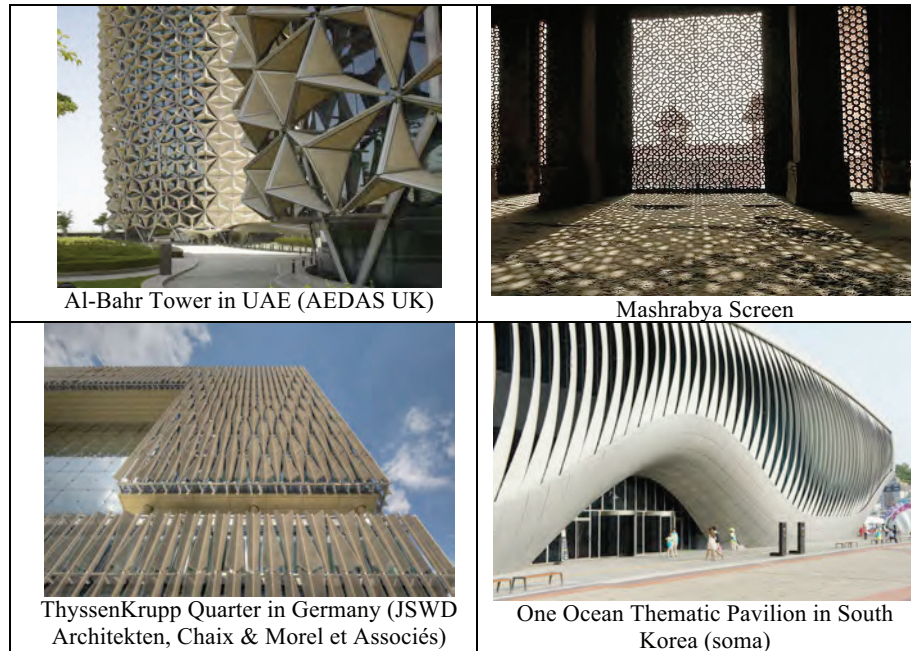 Al-Bahr Tower in UAE (AEDAS UK)
Mashrabya Screen
ThyssenKrupp Quarter in Germany (JSWD
Architekten, Chaix & Morel et Associés)
One Ocean Thematic Pavilion in South
Korea (soma)